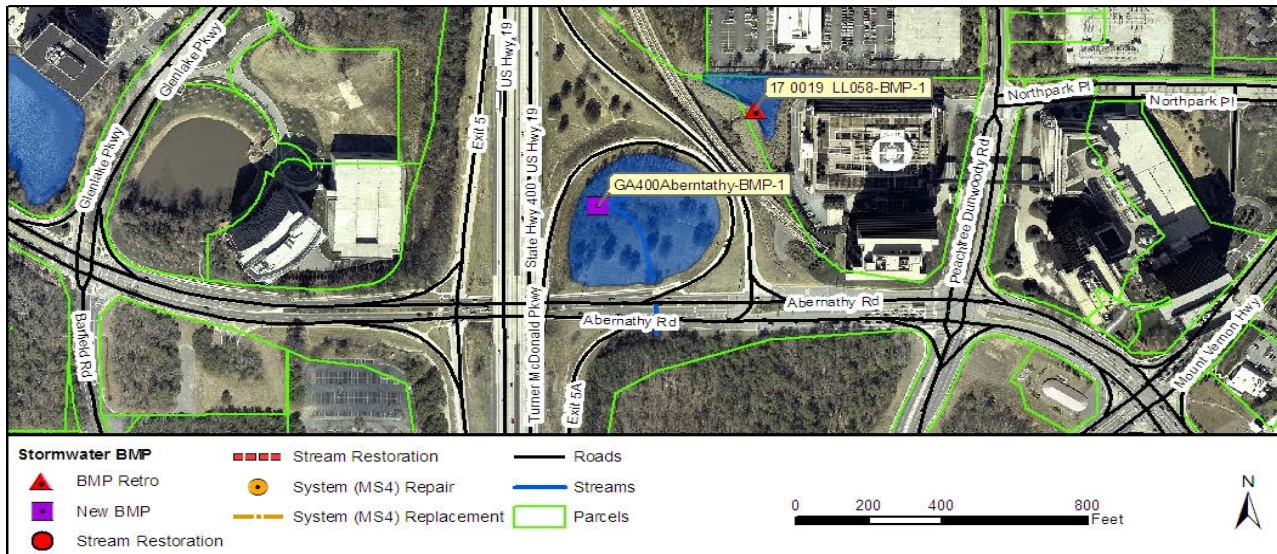 Glenlake Pkwy
Glenlake Pkwy
Exit 5
US Hwy 19
State Hwy 400* US Hwy 19
Turner McDonald Pkwy
17 0019 LL058-BMP-1
GA400Aberntathy-BMP-1
Northpark Pl
Northpark Pl
Peachtree Dunwoody Rd
Abernathy Rd
Abernathy Rd
Exit 5A
Barfield Rd
Mount Vernon Hwy
Stormwater BMP
BMP Retro
New BMP
Stream Restoration
Stream Restoration
System (MS4) Repair
System (MS4) Replacement
Roads
Streams
Parcels
0 200 400 800
Feet
N